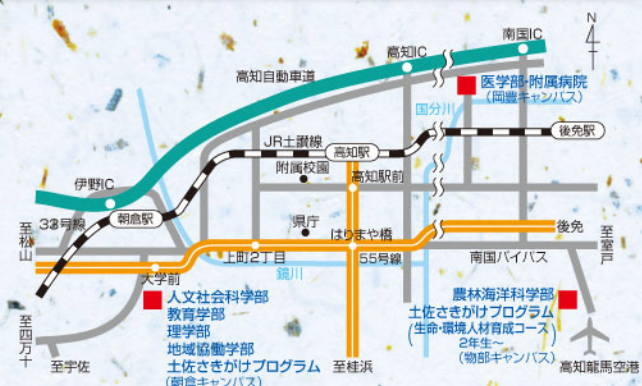 南国IC
N
高知IC
高知自動車道
医学部・附属病院
(岡豊キャンパス)
国分川
JR土讃線
高知駅
後免駅
附属校園
伊野IC
高知駅前
33号線
朝倉駅
県庁
はりまや橋
後免
至松山
上町2丁目
55号線
南国バイパス
至室戸
大学前
鏡川
人文社会科学部
教育学部
理学部
地域協働学部
土佐さきがけプログラム
(朝倉キャンパス)
農林海洋科学部
土佐さきがけプログラム
(生命・環境人材育成コース)
2年生~
(物部キャンパス)
至四万十
至宇佐
至桂浜
高知龍馬空港